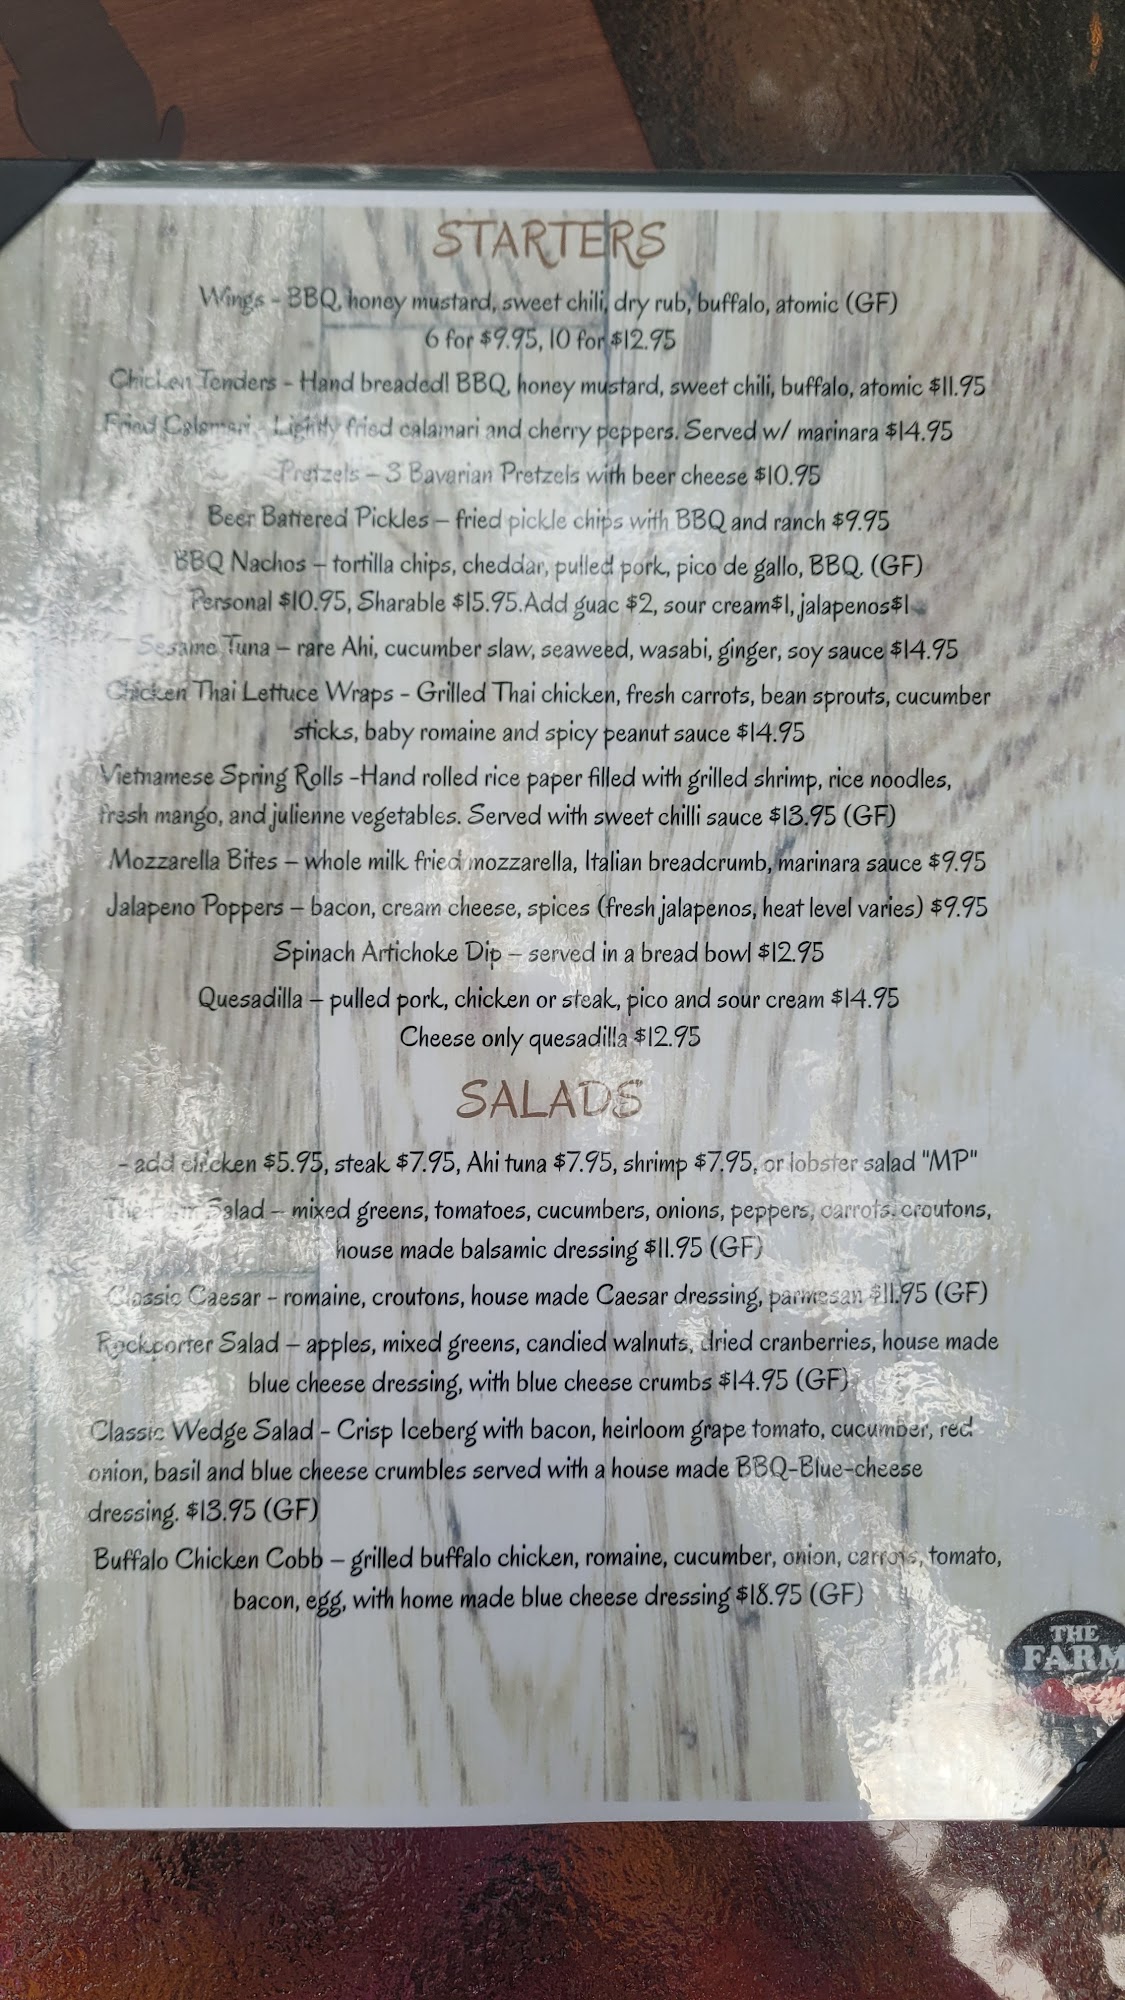 STARTERS
Wings - BBQ, honey mustard, sweet chili, dry rub, buffalo, atomic (GF)
6 for $9.95, 10 for $12.95
Chicken Tenders - Hand breaded! BBQ, honey mustard, sweet chili, buffalo, atomic $11.95
Fried Calamari - Lightly fried calamari and cherry peppers. Served w/ marinara $14.95
Pretzels – 3 Bavarian Pretzels with beer cheese $10.95
Beer Battered Pickles – fried pickle chips with BBQ and ranch $9.95
BBQ Nachos – tortilla chips, cheddar, pulled pork, pico de gallo, BBQ. (GF)
Personal $10.95, Sharable $15.95.Add guac $2, sour cream$1, jalapenos$1
Sesame Tuna – rare Ahi, cucumber slaw, seaweed, wasabi, ginger, soy sauce $14.95
Chicken Thai Lettuce Wraps - Grilled Thai chicken, fresh carrots, bean sprouts, cucumber
sticks, baby romaine and spicy peanut sauce $14.95
Vietnamese Spring Rolls -Hand rolled rice paper filled with grilled shrimp, rice noodles,
fresh mango, and julienne vegetables. Served with sweet chilli sauce $13.95 (GF)
Mozzarella Bites – whole milk fried mozzarella, Italian breadcrumb, marinara sauce $9.95
Jalapeno Poppers – bacon, cream cheese, spices (fresh jalapenos, heat level varies) $9.95
Spinach Artichoke Dip – served in a bread bowl $12.95
Quesadilla – pulled pork, chicken or steak, pico and sour cream $14.95
Cheese only quesadilla $12.95
SALADS
- add chicken $5.95, steak $7.95, Ahi tuna $7.95, shrimp $7.95, or lobster salad "MP"
The Salad – mixed greens, tomatoes, cucumbers, onions, peppers, carrots, croutons,
house made balsamic dressing $11.95 (GF)
Classic Caesar - romaine, croutons, house made Caesar dressing, parmesan $11.95 (GF)
Rockporter Salad – apples, mixed greens, candied walnuts, dried cranberries, house made
blue cheese dressing, with blue cheese crumbs $14.95 (GF)
Classic Wedge Salad - Crisp Iceberg with bacon, heirloom grape tomato, cucumber, red
onion, basil and blue cheese crumbles served with a house made BBQ-Blue-cheese
dressing. $13.95 (GF)
Buffalo Chicken Cobb – grilled buffalo chicken, romaine, cucumber, onion, carrots, tomato,
bacon, egg, with home made blue cheese dressing $18.95 (GF)
THE
FARM